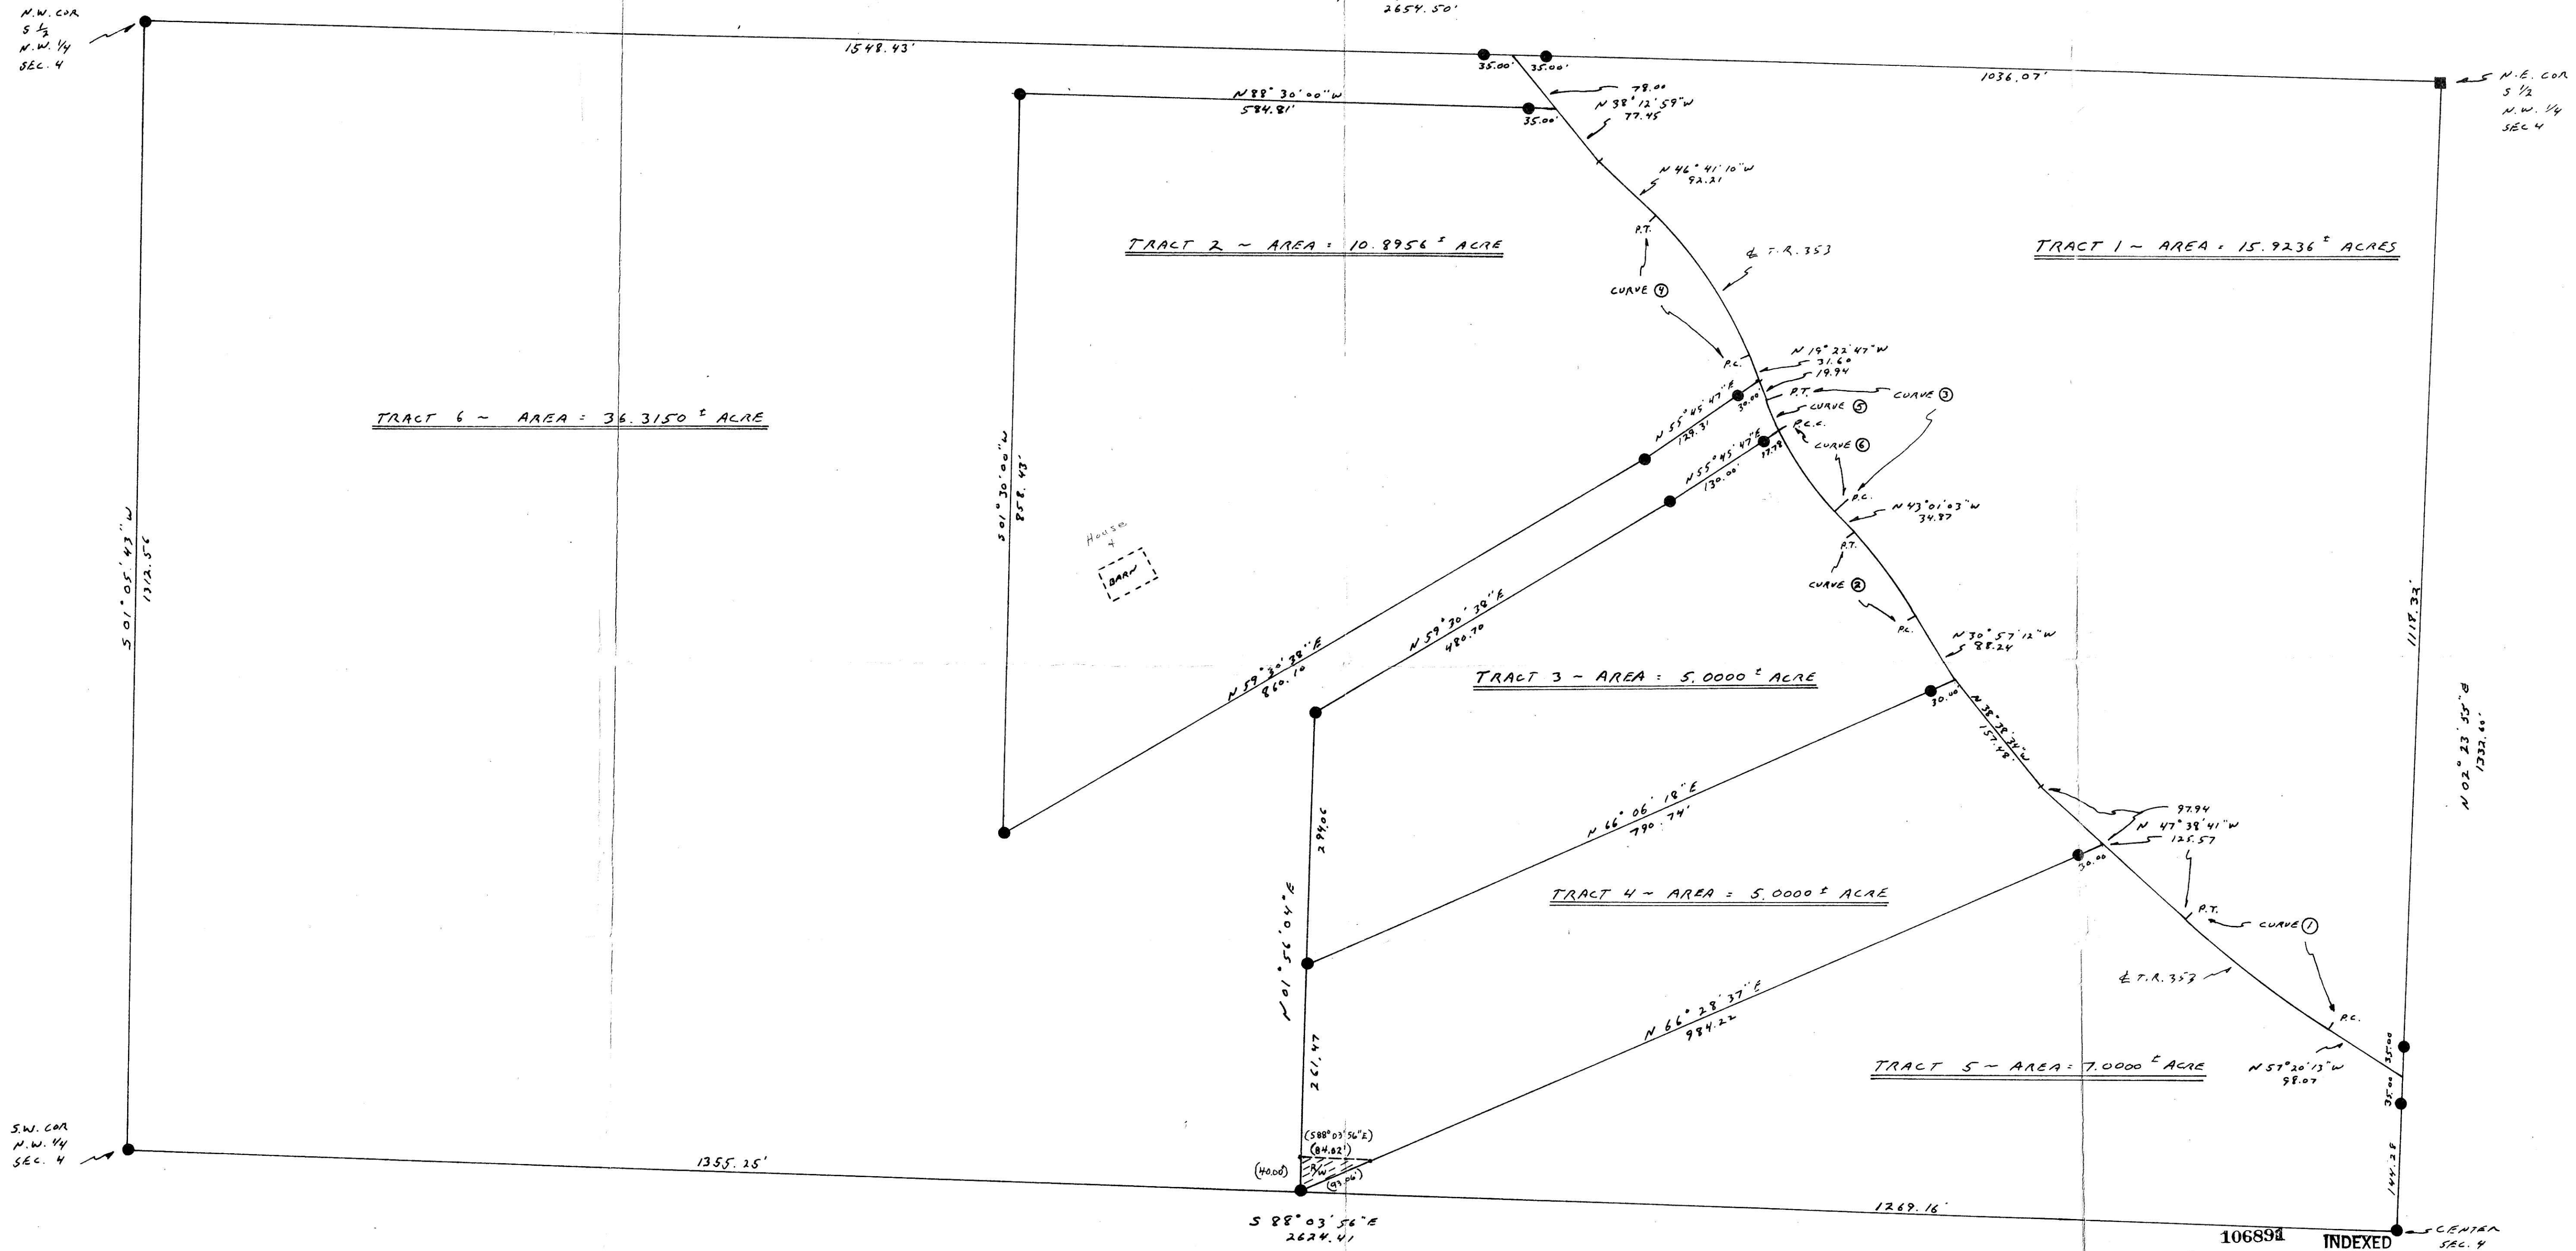 2654.50'
N.W. COR
S 1/2
N.W. 1/4
SEC. 4
1548.43'
35.00' 35.00'
1036.07'
N.E. COR
S 1/2
N.W. 1/4
SEC 4
N 88° 30' 00" W
584.81'
35.00'
78.00
N 38° 12' 59" W
77.45
N 46° 41' 10" W
92.21
P.T.
CURVE ④
P.C.
TRACT 2 ~ AREA = 10.8956 ± ACRE
℄ T.R. 353
TRACT 1 ~ AREA = 15.9236 ± ACRES
N 19° 22' 47" W
31.60
19.94
P.T.
CURVE ③
CURVE ⑤
P.C.C.
CURVE ⑥
P.C.
TRACT 6 ~ AREA = 36.3150 ± ACRE
N 55° 45' 47" E
129.31
30.00'
N 55° 45' 47" E
130.00'
S 01° 30' 00" W
858.43'
S 01° 05' 43" W
1312.56
House
+
BARN
N 43° 01' 03" W
34.87
P.T.
CURVE ②
P.C.
N 59° 30' 38" E
860.10
N 59° 30' 38" E
480.70
N 30° 57' 12" W
88.24
1118.32'
N 02° 23' 55" E
1332.60'
TRACT 3 ~ AREA = 5.0000 ± ACRE
30.00'
N 38° 38' 34" W
157.48'
294.06
N 66° 06' 18" E
790.74'
97.94
N 47° 38' 41" W
125.57
30.00
N 01° 56' 04" E
TRACT 4 ~ AREA = 5.0000 ± ACRE
P.T.
CURVE ①
P.C.
℄ T.R. 353
N 66° 28' 37" E
984.22
261.47
TRACT 5 ~ AREA = 7.0000 ± ACRE
N 57° 20' 13" W
98.07
35.00
35.00
144.28
S.W. COR
N.W. 1/4
SEC. 4
1355.25'
(S 88° 03' 56" E)
(84.02')
(40.00')
R/W
(93.06')
S 88° 03' 56" E
2624.41
1269.16'
CENTER
SEC. 4
INDEXED